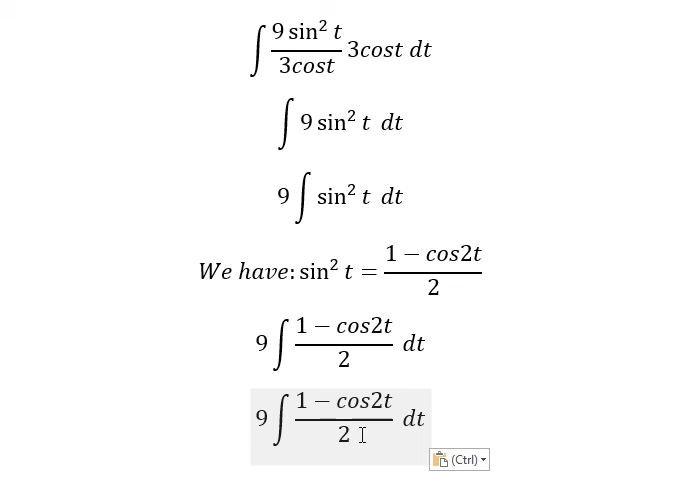 ∫ 9 sin² t / 3cost 3cost dt
∫ 9 sin² t dt
9 ∫ sin² t dt
We have: sin² t = 1 − cos2t / 2
9 ∫ 1 − cos2t / 2 dt
9 ∫ 1 − cos2t / 2 dt
(Ctrl)